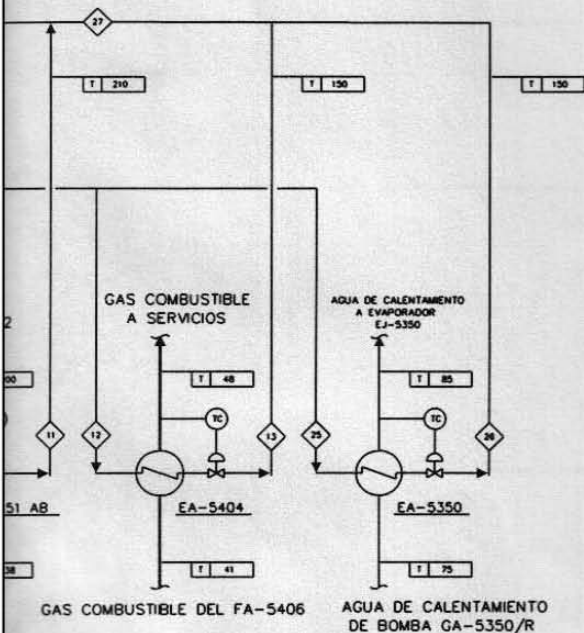 27
T 210
T 150
T 150
GAS COMBUSTIBLE
A SERVICIOS
AGUA DE CALENTAMIENTO
A EVAPORADOR
EJ-5350
2
00
T 48
T 85
TC
TC
11
12
13
25
26
51 AB
EA-5404
EA-5350
38
T 41
T 75
GAS COMBUSTIBLE DEL FA-5406
AGUA DE CALENTAMIENTO
DE BOMBA GA-5350/R